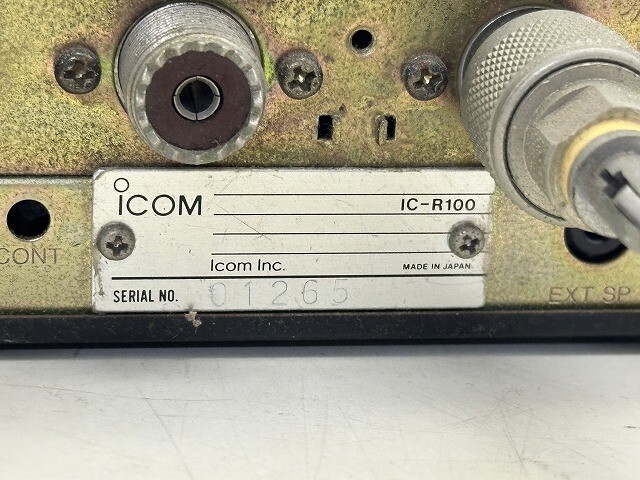 ICOM
IC-R100
Icom Inc.
MADE IN JAPAN
SERIAL NO. 01265
CONT
EXT SP